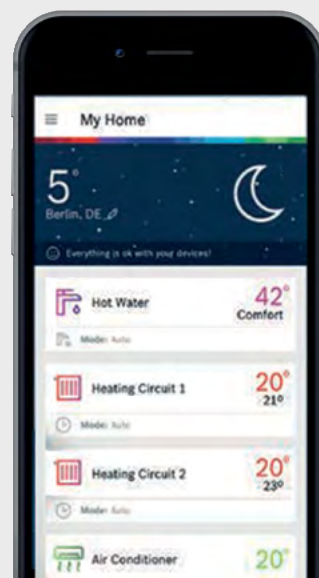 My Home
5°
Berlin, DE
Everything is ok with your devices!
Hot Water
42°
Comfort
Mode: Auto
Heating Circuit 1
20°
21°
Mode: Auto
Heating Circuit 2
20°
23°
Mode: Auto
Air Conditioner
20°